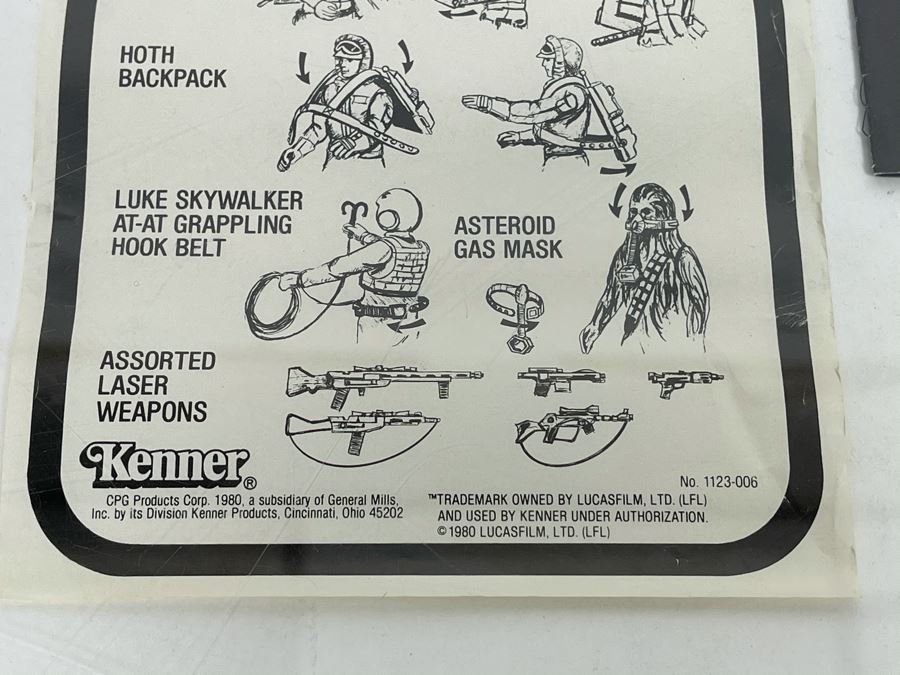 HOTH
BACKPACK
LUKE SKYWALKER
AT-AT GRAPPLING
HOOK BELT
ASTEROID
GAS MASK
ASSORTED
LASER
WEAPONS
Kenner®
CPG Products Corp. 1980, a subsidiary of General Mills,
Inc. by its Division Kenner Products, Cincinnati, Ohio 45202
No. 1123-006
™TRADEMARK OWNED BY LUCASFILM, LTD. (LFL)
AND USED BY KENNER UNDER AUTHORIZATION.
© 1980 LUCASFILM, LTD. (LFL)